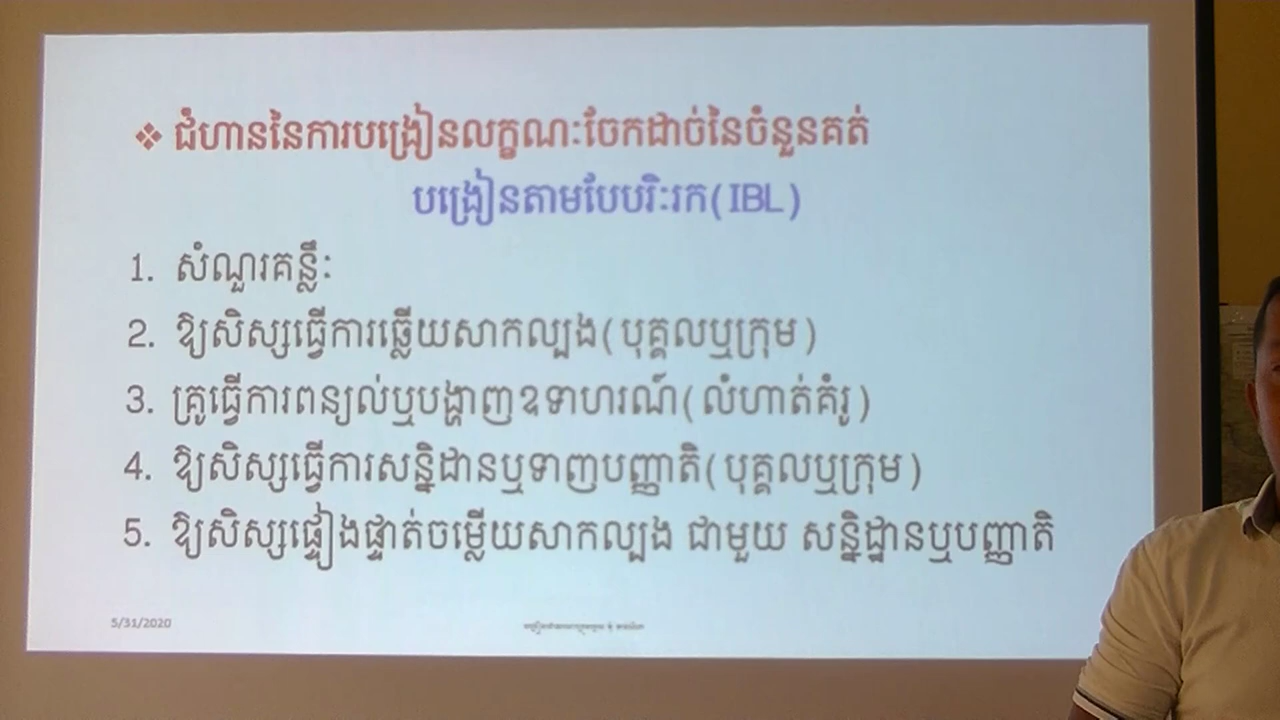 ❖ ជំហាននៃការបង្រៀនលក្ខណៈចែកដាច់នៃចំនួនគត់
បង្រៀនតាមបែបរិៈរក(IBL)
1. សំណួរគន្លឹៈ
2. ឱ្យសិស្សធ្វើការឆ្លើយសាកល្បង(បុគ្គលឬក្រុម)
3. គ្រូធ្វើការពន្យល់ឬបង្ហាញឧទាហរណ៍(លំហាត់គំរូ)
4. ឱ្យសិស្សធ្វើការសន្និដានឬទាញបញ្ញាតិ(បុគ្គលឬក្រុម)
5. ឱ្យសិស្សផ្ទៀងផ្ទាត់ចម្លើយសាកល្បង ជាមួយ សន្និដ្ឋានឬបញ្ញាតិ
5/31/2020